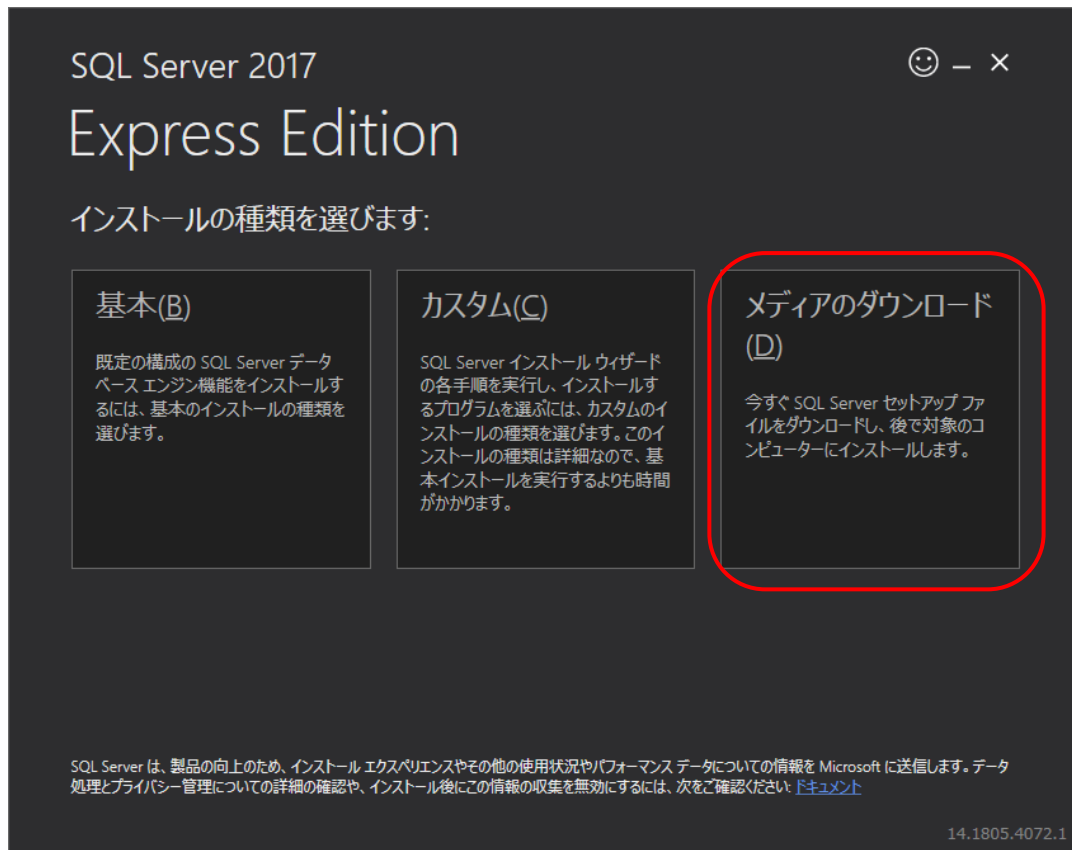 SQL Server 2017
Express Edition
インストールの種類を選びます:
基本(B)
既定の構成の SQL Server データ
ベース エンジン機能をインストールす
るには、基本のインストールの種類を
選びます。
カスタム(C)
SQL Server インストール ウィザード
の各手順を実行し、インストールす
るプログラムを選ぶには、カスタムのイ
ンストールの種類を選びます。このイ
ンストールの種類は詳細なので、基
本インストールを実行するよりも時間
がかかります。
メディアのダウンロード
(D)
今すぐ SQL Server セットアップ ファ
イルをダウンロードし、後で対象のコ
ンピューターにインストールします。
SQL Server は、製品の向上のため、インストール エクスペリエンスやその他の使用状況やパフォーマンス データについての情報を Microsoft に送信します。データ
処理とプライバシー管理についての詳細の確認や、インストール後にこの情報の収集を無効にするには、次をご確認ください: ドキュメント
14.1805.4072.1